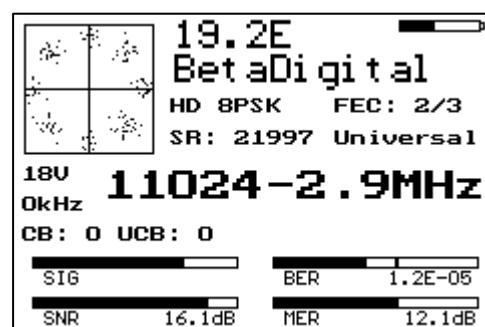 19.2E
BetaDigital
HD 8PSK FEC: 2/3
SR: 21997 Universal
18V
0kHz
11024-2.9MHz
CB: 0 UCB: 0
SIG
BER 1.2E-05
SNR 16.1dB
MER 12.1dB